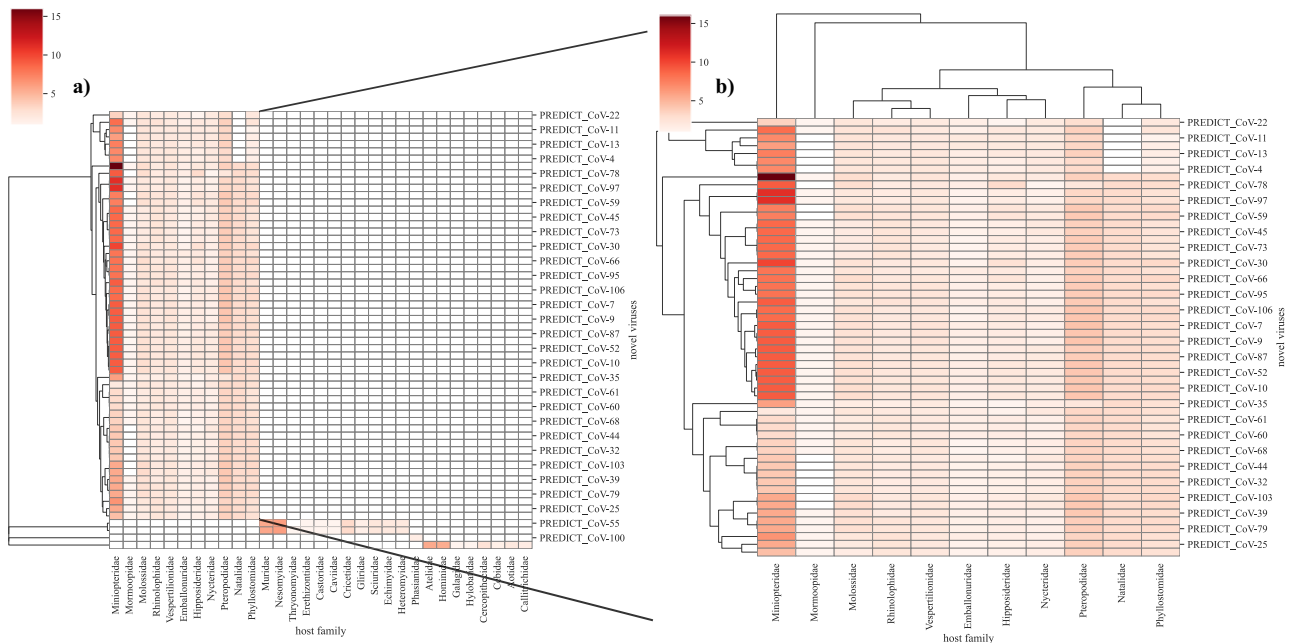 15
10
5
a)
PREDICT_CoV-22
PREDICT_CoV-11
PREDICT_CoV-13
PREDICT_CoV-4
PREDICT_CoV-78
PREDICT_CoV-97
PREDICT_CoV-59
PREDICT_CoV-45
PREDICT_CoV-73
PREDICT_CoV-30
PREDICT_CoV-66
PREDICT_CoV-95
PREDICT_CoV-106
PREDICT_CoV-7
PREDICT_CoV-9
PREDICT_CoV-87
PREDICT_CoV-52
PREDICT_CoV-10
PREDICT_CoV-35
PREDICT_CoV-61
PREDICT_CoV-60
PREDICT_CoV-68
PREDICT_CoV-44
PREDICT_CoV-32
PREDICT_CoV-103
PREDICT_CoV-39
PREDICT_CoV-79
PREDICT_CoV-25
PREDICT_CoV-55
PREDICT_CoV-100
novel viruses
Miniopteridae
Mormoopidae
Molossidae
Rhinolophidae
Vespertilionidae
Emballonuridae
Hipposideridae
Nycteridae
Pteropodidae
Natalidae
Phyllostomidae
Muridae
Nesomyidae
Thryonomyidae
Erethizontidae
Castoridae
Caviidae
Cricetidae
Gliridae
Sciuridae
Echimyidae
Heteromyidae
Phasianidae
Atelidae
Hominidae
Galagidae
Hylobatidae
Cercopithecidae
Cebidae
Aotidae
Callitrichidae
host family
15
10
5
b)
PREDICT_CoV-22
PREDICT_CoV-11
PREDICT_CoV-13
PREDICT_CoV-4
PREDICT_CoV-78
PREDICT_CoV-97
PREDICT_CoV-59
PREDICT_CoV-45
PREDICT_CoV-73
PREDICT_CoV-30
PREDICT_CoV-66
PREDICT_CoV-95
PREDICT_CoV-106
PREDICT_CoV-7
PREDICT_CoV-9
PREDICT_CoV-87
PREDICT_CoV-52
PREDICT_CoV-10
PREDICT_CoV-35
PREDICT_CoV-61
PREDICT_CoV-60
PREDICT_CoV-68
PREDICT_CoV-44
PREDICT_CoV-32
PREDICT_CoV-103
PREDICT_CoV-39
PREDICT_CoV-79
PREDICT_CoV-25
novel viruses
Miniopteridae
Mormoopidae
Molossidae
Rhinolophidae
Vespertilionidae
Emballonuridae
Hipposideridae
Nycteridae
Pteropodidae
Natalidae
Phyllostomidae
host family